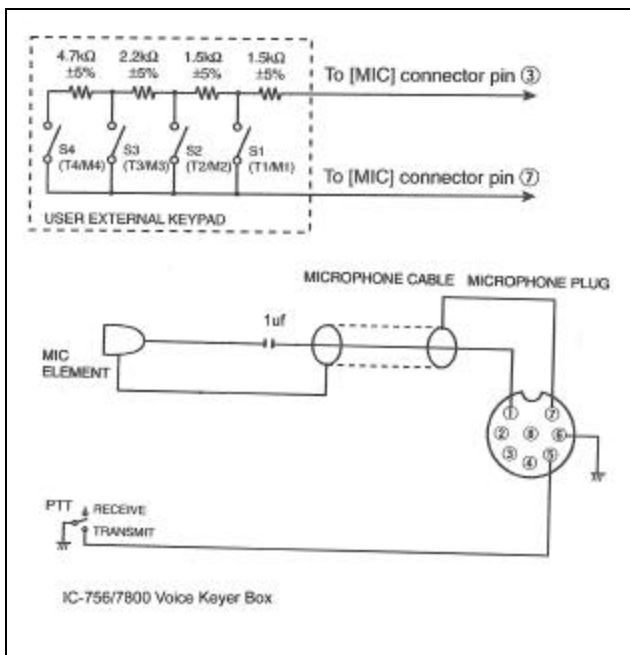 4.7kΩ 2.2kΩ 1.5kΩ 1.5kΩ
±5% ±5% ±5% ±5%
To [MIC] connector pin ③
S4 S3 S2 S1
(T4/M4) (T3/M3) (T2/M2) (T1/M1)
To [MIC] connector pin ⑦
USER EXTERNAL KEYPAD
MICROPHONE CABLE MICROPHONE PLUG
1uf
MIC
ELEMENT
① ⑦
② ⑧ ⑥
③ ⑤
④
PTT RECEIVE
TRANSMIT
IC-756/7800 Voice Keyer Box